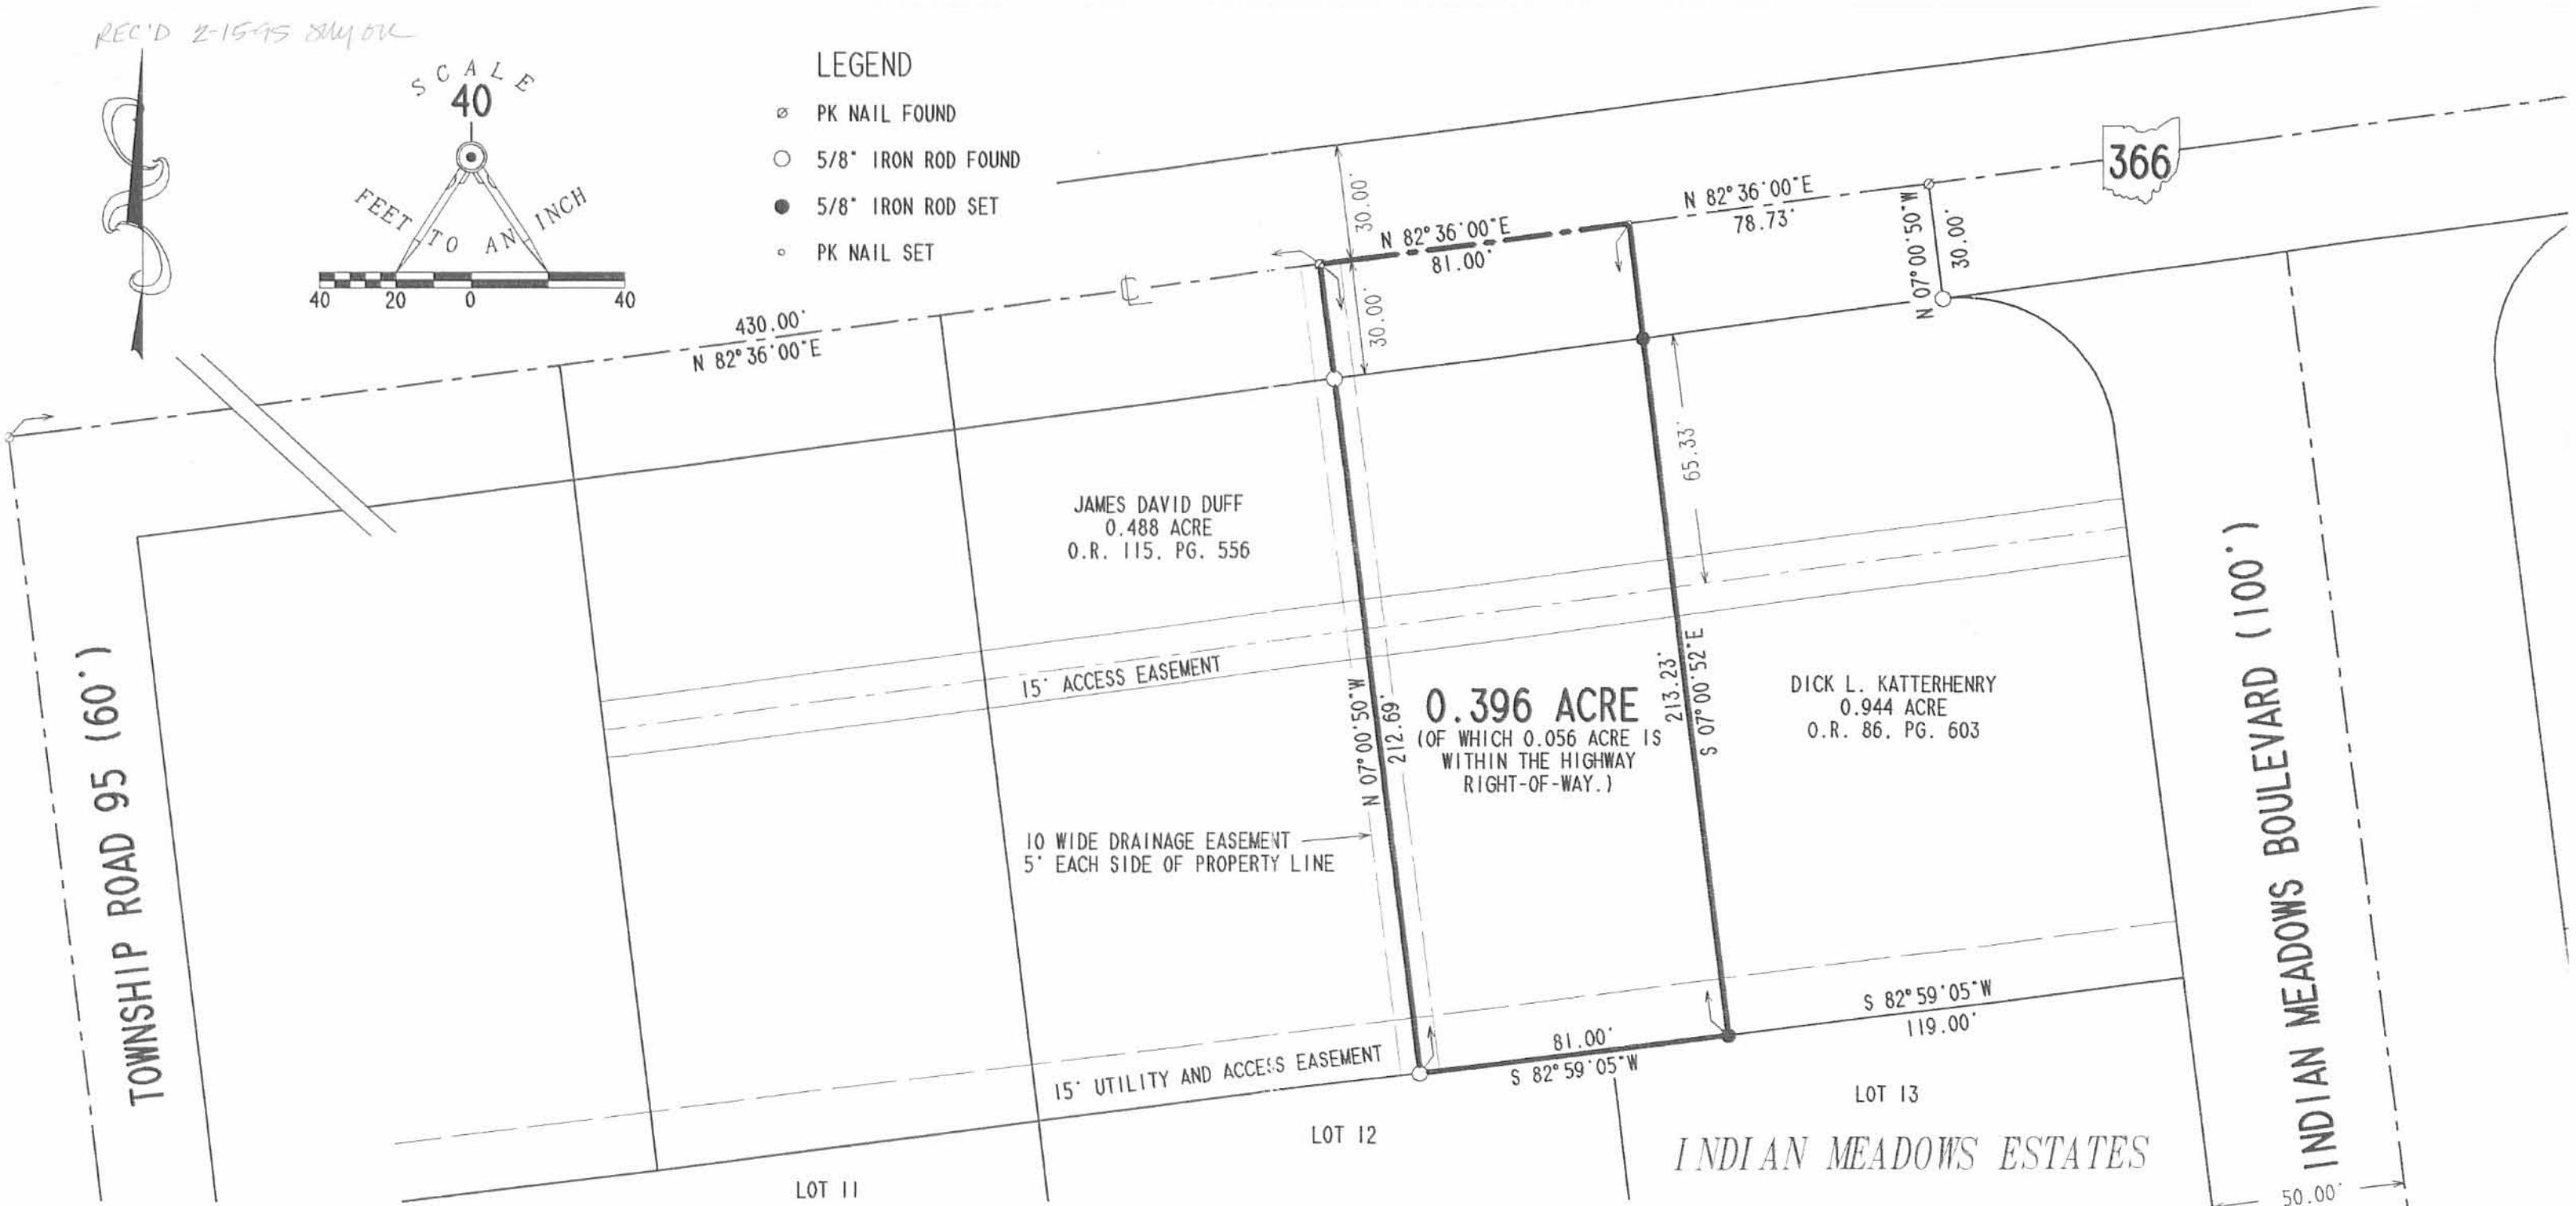 REC'D 2-15-95
SCALE
40
FEET TO AN INCH
40 20 0 40
LEGEND
PK NAIL FOUND
5/8" IRON ROD FOUND
5/8" IRON ROD SET
PK NAIL SET
366
N 82°36'00"E
78.73'
N 07°00'50"W
30.00'
30.00'
N 82°36'00"E
81.00'
30.00'
430.00'
N 82°36'00"E
65.33'
JAMES DAVID DUFF
0.488 ACRE
O.R. 115, PG. 556
15' ACCESS EASEMENT
N 07°00'50"W
212.69'
0.396 ACRE
(OF WHICH 0.056 ACRE IS
WITHIN THE HIGHWAY
RIGHT-OF-WAY.)
213.23'
S 07°00'52"E
DICK L. KATTERHENRY
0.944 ACRE
O.R. 86, PG. 603
TOWNSHIP ROAD 95 (60')
INDIAN MEADOWS BOULEVARD (100')
10 WIDE DRAINAGE EASEMENT
5' EACH SIDE OF PROPERTY LINE
15' UTILITY AND ACCESS EASEMENT
81.00'
S 82°59'05"W
S 82°59'05"W
119.00'
LOT 13
LOT 12
INDIAN MEADOWS ESTATES
LOT 11
50.00'